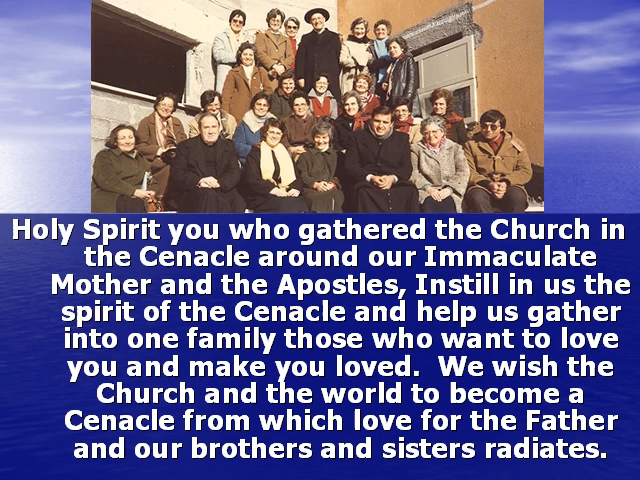 Holy Spirit you who gathered the Church in
the Cenacle around our Immaculate
Mother and the Apostles, Instill in us the
spirit of the Cenacle and help us gather
into one family those who want to love
you and make you loved.  We wish the
Church and the world to become a
Cenacle from which love for the Father
and our brothers and sisters radiates.